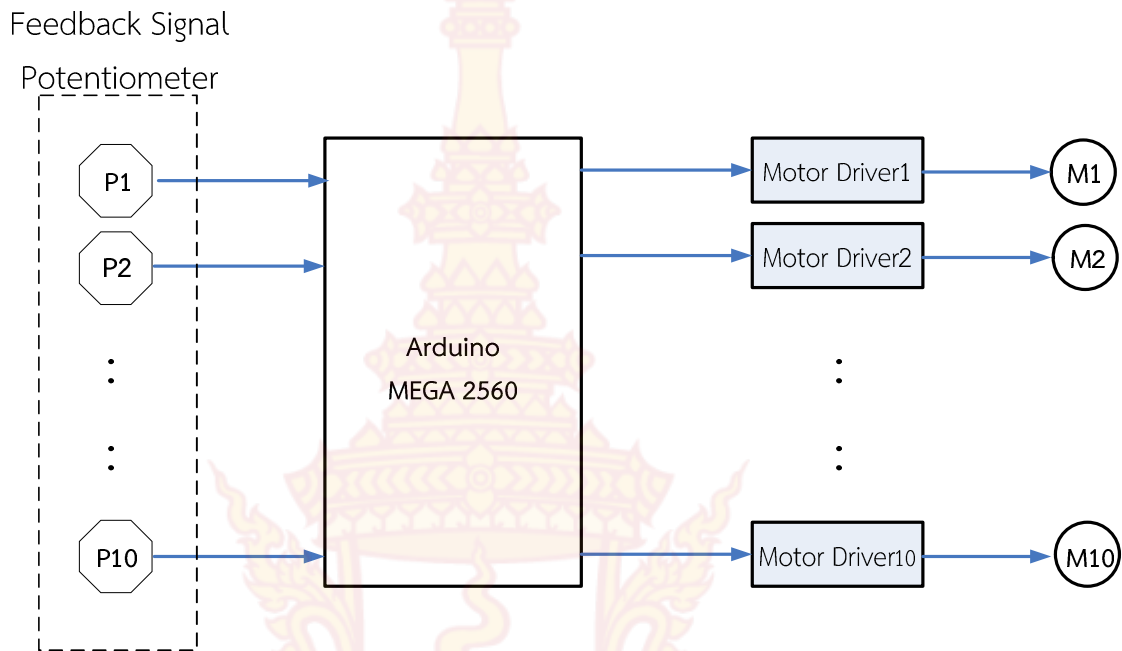 Feedback Signal
Potentiometer
P1
Motor Driver1
M1
P2
Motor Driver2
M2
Arduino
MEGA 2560
P10
Motor Driver10
M10